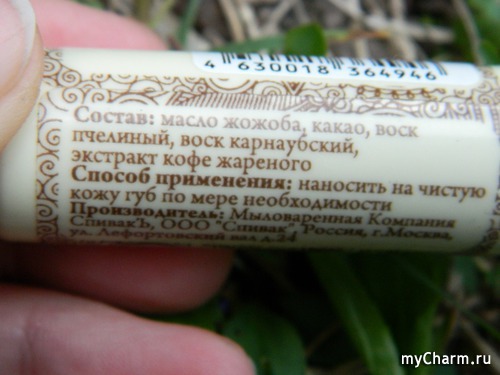 4 630018 364946
Состав: масло жожоба, какао, воск
пчелиный, воск карнаубский,
экстракт кофе жареного
Способ применения: наносить на чистую
кожу губ по мере необходимости
Производитель: Мыловаренная Компания
СпивакЪ, ООО "Спивак", Россия, г.Москва,
ул. Лефортовский вал д.24
myCharm.ru